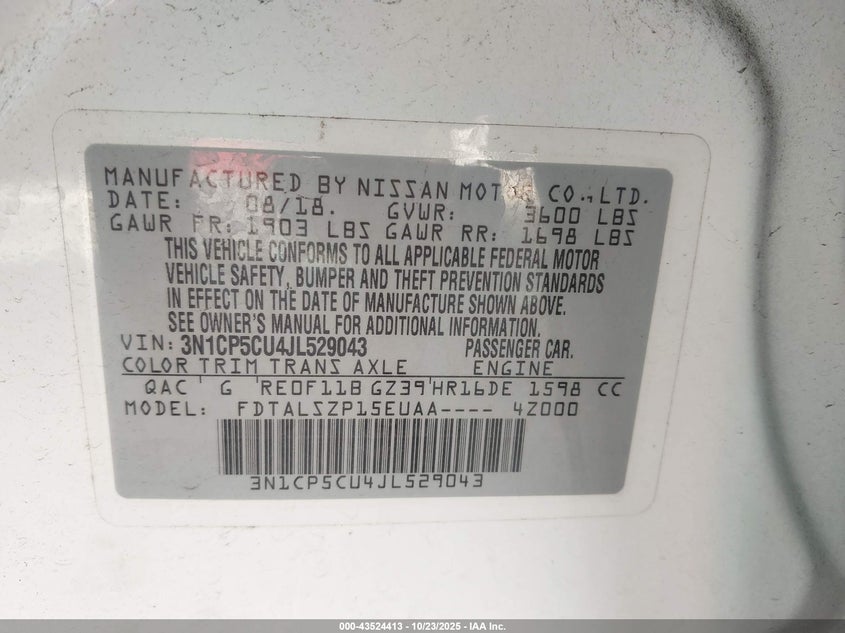 MANUFACTURED BY NISSAN MOTOR CO., LTD.
DATE: 08/18. GVWR: 3600 LBS
GAWR FR: 1903 LBS GAWR RR: 1698 LBS
THIS VEHICLE CONFORMS TO ALL APPLICABLE FEDERAL MOTOR
VEHICLE SAFETY, BUMPER AND THEFT PREVENTION STANDARDS
IN EFFECT ON THE DATE OF MANUFACTURE SHOWN ABOVE.
SEE OWNER'S MANUAL FOR ADDITIONAL INFORMATION.
VIN: 3N1CP5CU4JL529043 PASSENGER CAR.
COLOR TRIM TRANS AXLE ENGINE
QAC G RE0F11B GZ39 HR16DE 1598 CC
MODEL: FDTALSZP15EUAA---- 4Z000
3N1CP5CU4JL529043
000-43524413 - 10/23/2025 - IAA Inc.